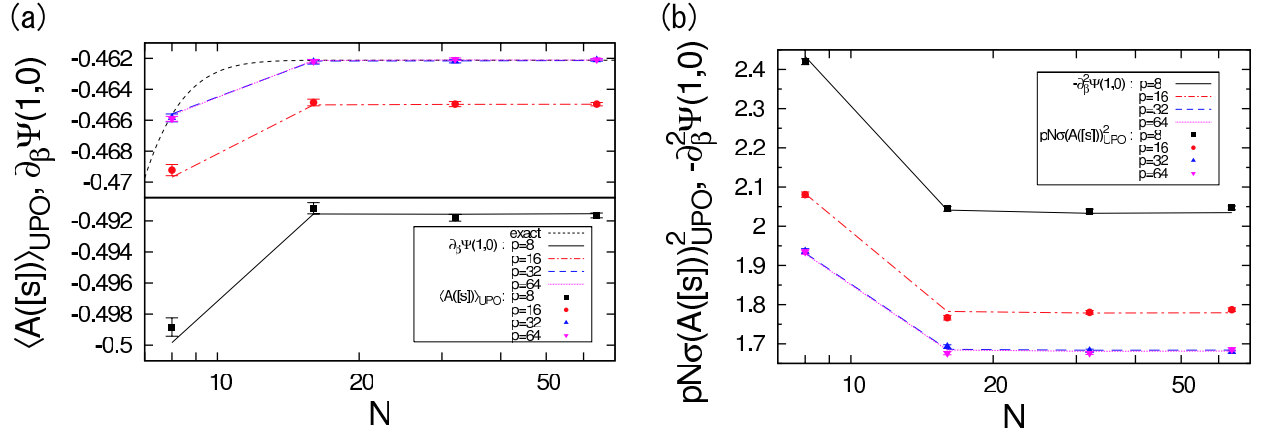 (a)
⟨A([s])⟩UPO, ∂βΨ(1,0)
-0.462
-0.464
-0.466
-0.468
-0.47
-0.492
-0.494
-0.496
-0.498
-0.5
exact
∂βΨ(1,0) : p=8
p=16
p=32
p=64
⟨A([s])⟩UPO: p=8
p=16
p=32
p=64
10
20
50
N
(b)
pNσ(A([s]))²UPO, -∂²βΨ(1,0)
2.4
2.3
2.2
2.1
2.0
1.9
1.8
1.7
-∂²βΨ(1,0) : p=8
p=16
p=32
p=64
pNσ(A([s]))²UPO : p=8
p=16
p=32
p=64
10
20
50
N